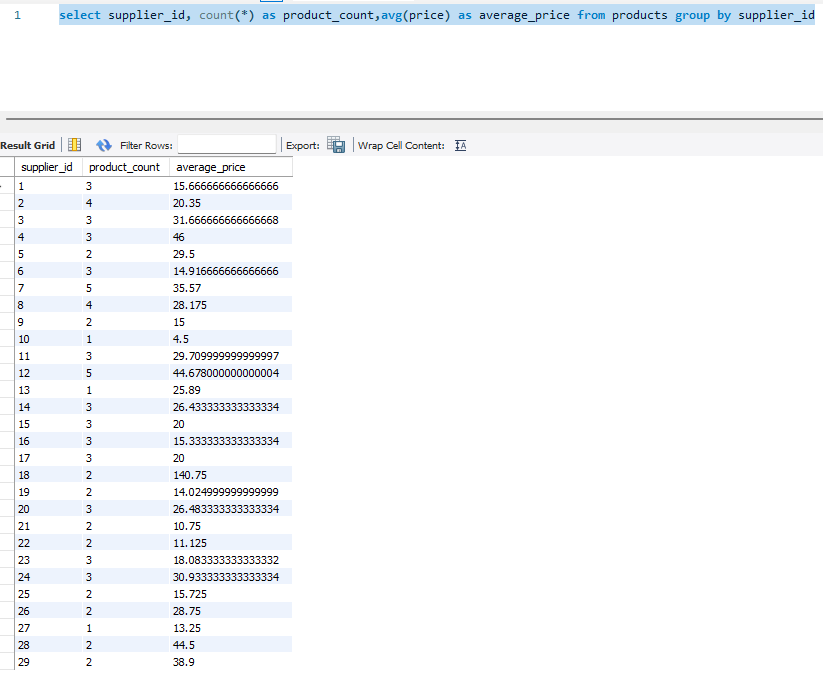 1 select supplier_id, count(*) as product_count,avg(price) as average_price from products group by supplier_id
Result Grid Filter Rows: Export: Wrap Cell Content: IA
supplier_id product_count average_price
1 3 15.666666666666666
2 4 20.35
3 3 31.666666666666668
4 3 46
5 2 29.5
6 3 14.916666666666666
7 5 35.57
8 4 28.175
9 2 15
10 1 4.5
11 3 29.709999999999997
12 5 44.678000000000004
13 1 25.89
14 3 26.433333333333334
15 3 20
16 3 15.333333333333334
17 3 20
18 2 140.75
19 2 14.024999999999999
20 3 26.483333333333334
21 2 10.75
22 2 11.125
23 3 18.083333333333332
24 3 30.933333333333334
25 2 15.725
26 2 28.75
27 1 13.25
28 2 44.5
29 2 38.9